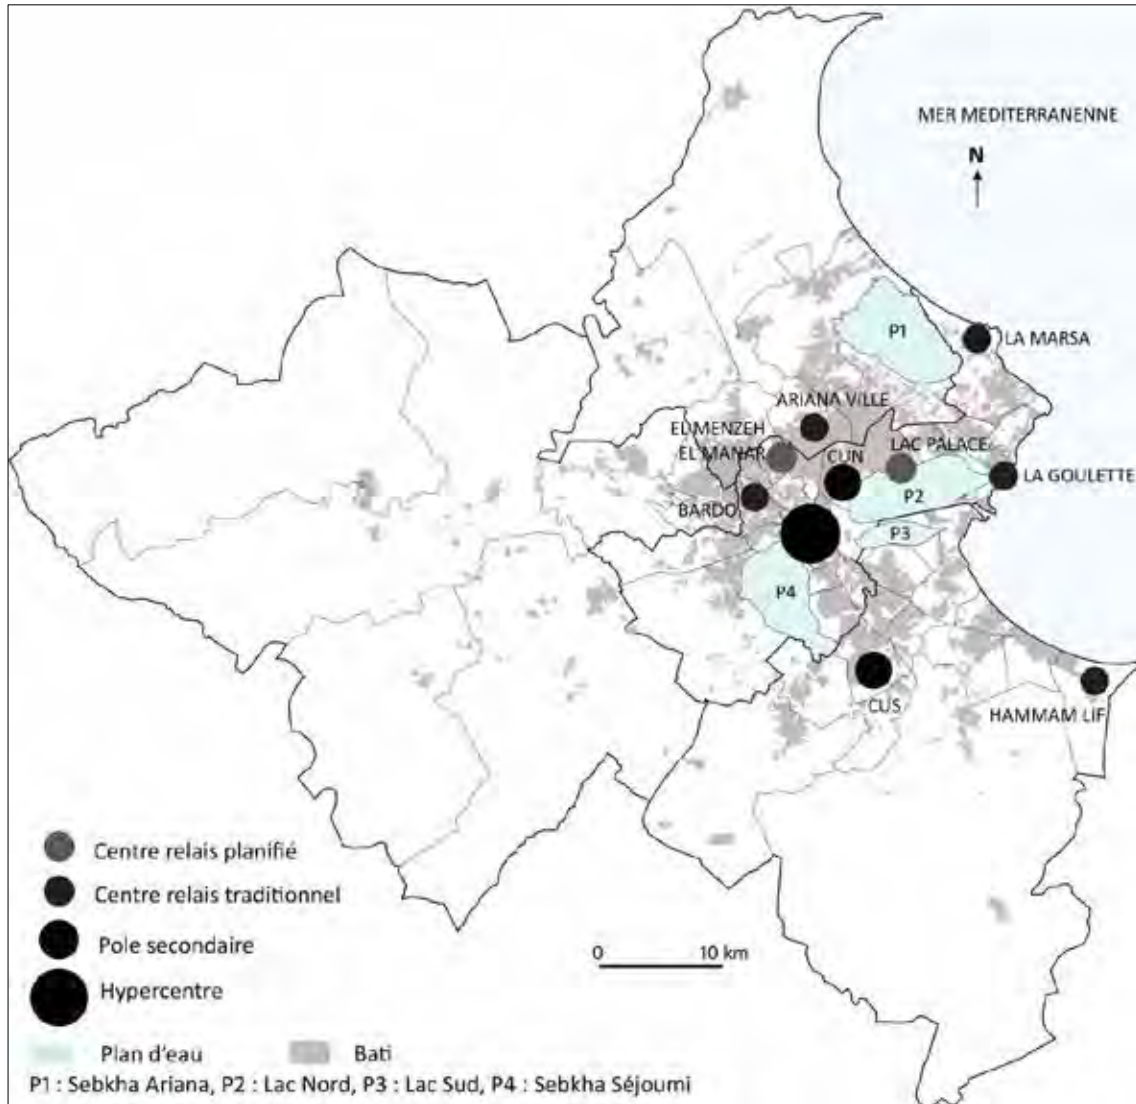 MER MEDITERRANENNE
N
P1
LA MARSA
ARIANA VILLE
EL MENZEH
EL MANAR
CUN
LAC PALACE
LA GOULETTE
P2
BARDO
P3
P4
CUS
HAMMAM LIF
Centre relais planifié
Centre relais traditionnel
Pole secondaire
0 10 km
Hypercentre
Plan d'eau Bati
P1 : Sebkha Ariana, P2 : Lac Nord, P3 : Lac Sud, P4 : Sebkha Séjoumi